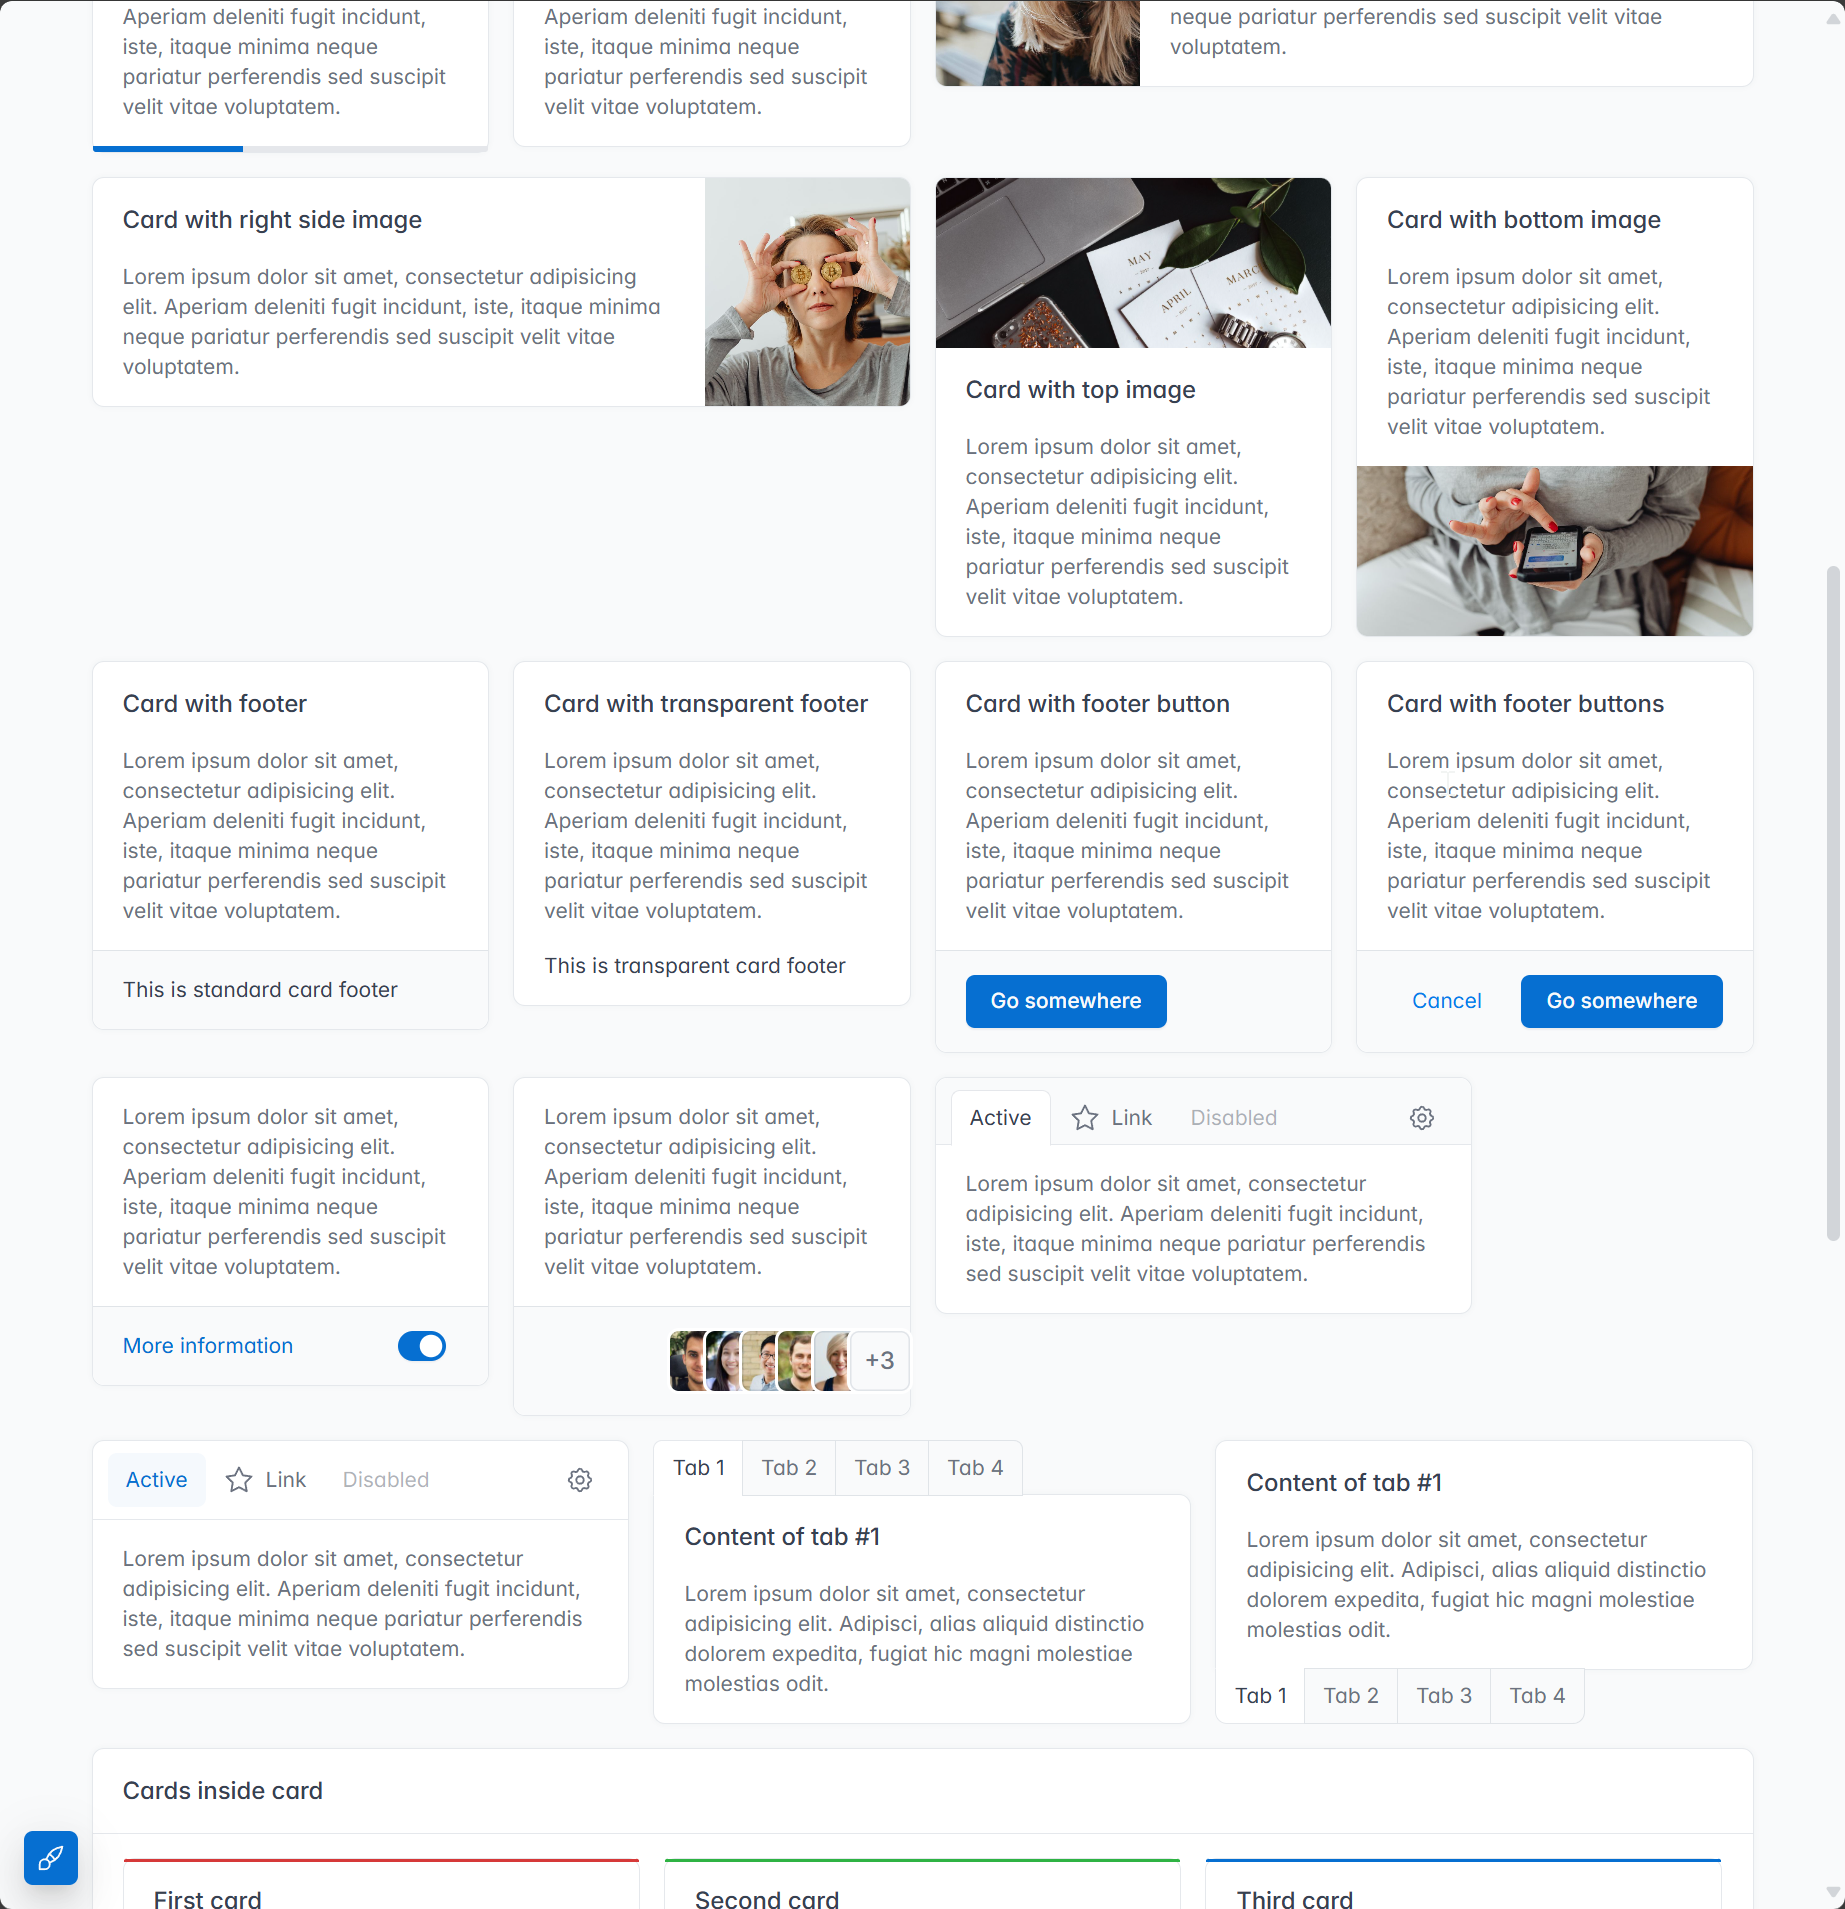 Aperiam deleniti fugit incidunt,
iste, itaque minima neque
pariatur perferendis sed suscipit
velit vitae voluptatem.
Aperiam deleniti fugit incidunt,
iste, itaque minima neque
pariatur perferendis sed suscipit
velit vitae voluptatem.
neque pariatur perferendis sed suscipit velit vitae
voluptatem.
Card with right side image
Lorem ipsum dolor sit amet, consectetur adipisicing
elit. Aperiam deleniti fugit incidunt, iste, itaque minima
neque pariatur perferendis sed suscipit velit vitae
voluptatem.
MAY
APRIL
MARCH
Card with top image
Lorem ipsum dolor sit amet,
consectetur adipisicing elit.
Aperiam deleniti fugit incidunt,
iste, itaque minima neque
pariatur perferendis sed suscipit
velit vitae voluptatem.
Card with bottom image
Lorem ipsum dolor sit amet,
consectetur adipisicing elit.
Aperiam deleniti fugit incidunt,
iste, itaque minima neque
pariatur perferendis sed suscipit
velit vitae voluptatem.
Card with footer
Lorem ipsum dolor sit amet,
consectetur adipisicing elit.
Aperiam deleniti fugit incidunt,
iste, itaque minima neque
pariatur perferendis sed suscipit
velit vitae voluptatem.
This is standard card footer
Card with transparent footer
Lorem ipsum dolor sit amet,
consectetur adipisicing elit.
Aperiam deleniti fugit incidunt,
iste, itaque minima neque
pariatur perferendis sed suscipit
velit vitae voluptatem.
This is transparent card footer
Card with footer button
Lorem ipsum dolor sit amet,
consectetur adipisicing elit.
Aperiam deleniti fugit incidunt,
iste, itaque minima neque
pariatur perferendis sed suscipit
velit vitae voluptatem.
Go somewhere
Card with footer buttons
Lorem ipsum dolor sit amet,
consectetur adipisicing elit.
Aperiam deleniti fugit incidunt,
iste, itaque minima neque
pariatur perferendis sed suscipit
velit vitae voluptatem.
Cancel Go somewhere
Lorem ipsum dolor sit amet,
consectetur adipisicing elit.
Aperiam deleniti fugit incidunt,
iste, itaque minima neque
pariatur perferendis sed suscipit
velit vitae voluptatem.
More information
Lorem ipsum dolor sit amet,
consectetur adipisicing elit.
Aperiam deleniti fugit incidunt,
iste, itaque minima neque
pariatur perferendis sed suscipit
velit vitae voluptatem.
+3
Active Link Disabled
Lorem ipsum dolor sit amet, consectetur
adipisicing elit. Aperiam deleniti fugit incidunt,
iste, itaque minima neque pariatur perferendis
sed suscipit velit vitae voluptatem.
Active Link Disabled
Lorem ipsum dolor sit amet, consectetur
adipisicing elit. Aperiam deleniti fugit incidunt,
iste, itaque minima neque pariatur perferendis
sed suscipit velit vitae voluptatem.
Tab 1 Tab 2 Tab 3 Tab 4
Content of tab #1
Lorem ipsum dolor sit amet, consectetur
adipisicing elit. Adipisci, alias aliquid distinctio
dolorem expedita, fugiat hic magni molestiae
molestias odit.
Content of tab #1
Lorem ipsum dolor sit amet, consectetur
adipisicing elit. Adipisci, alias aliquid distinctio
dolorem expedita, fugiat hic magni molestiae
molestias odit.
Tab 1 Tab 2 Tab 3 Tab 4
Cards inside card
First card
Second card
Third card